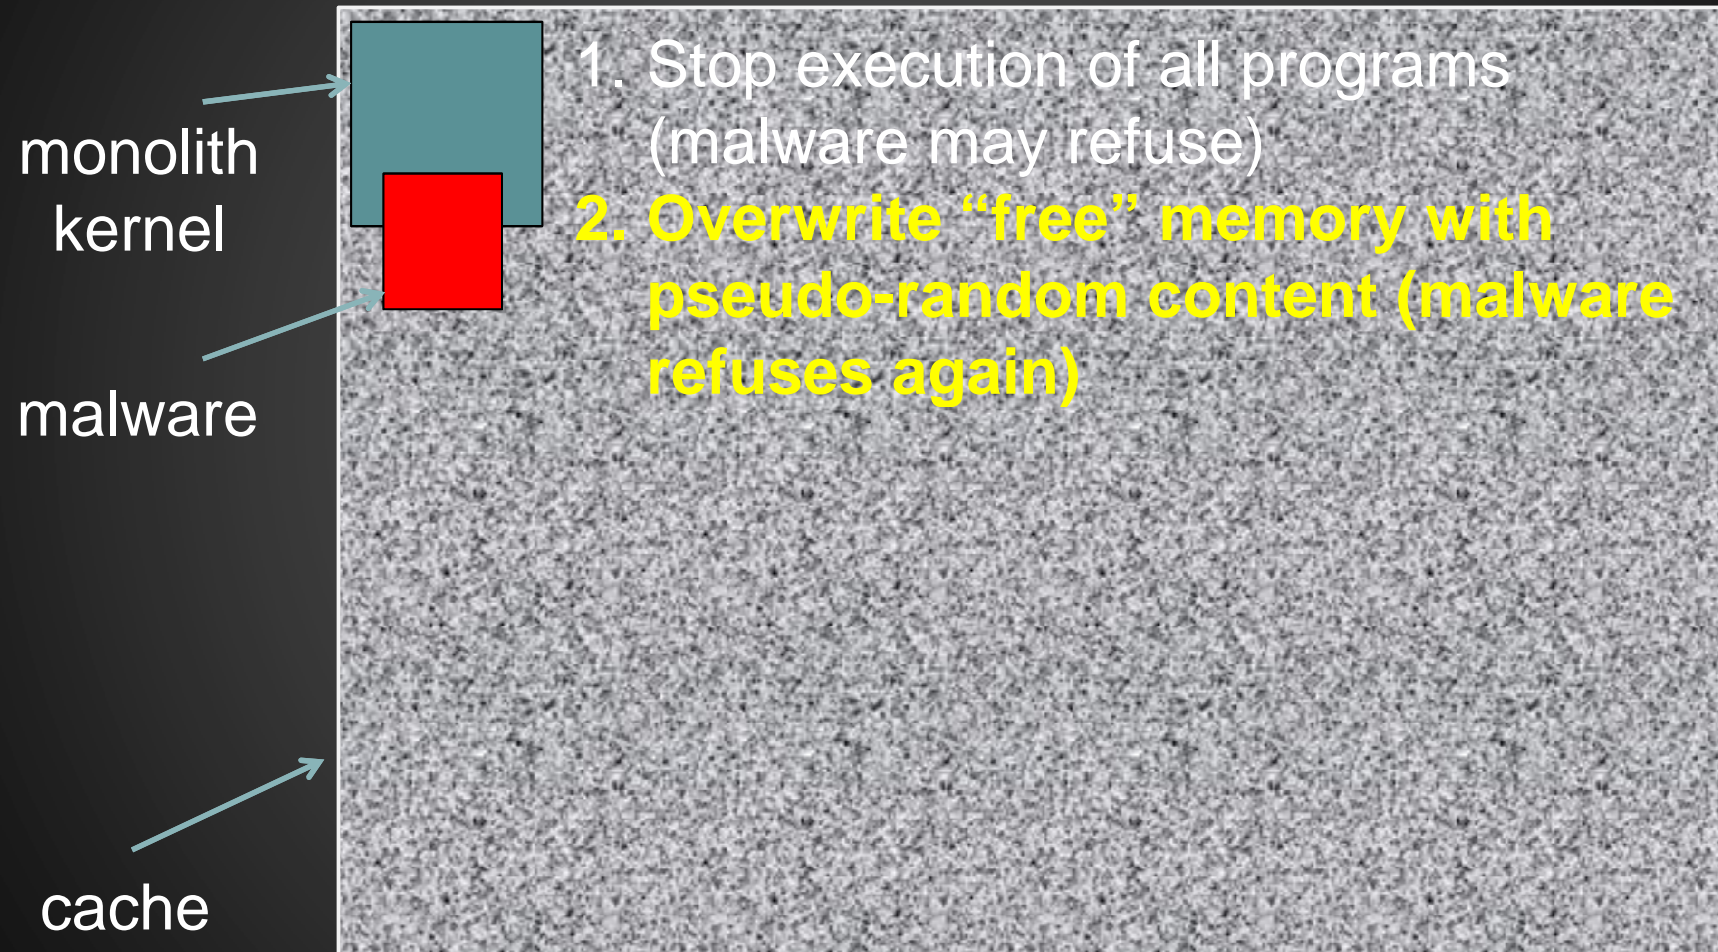 1. Stop execution of all programs
(malware may refuse)
2. Overwrite “free” memory with
pseudo-random content (malware
refuses again)
monolith
kernel
malware
cache